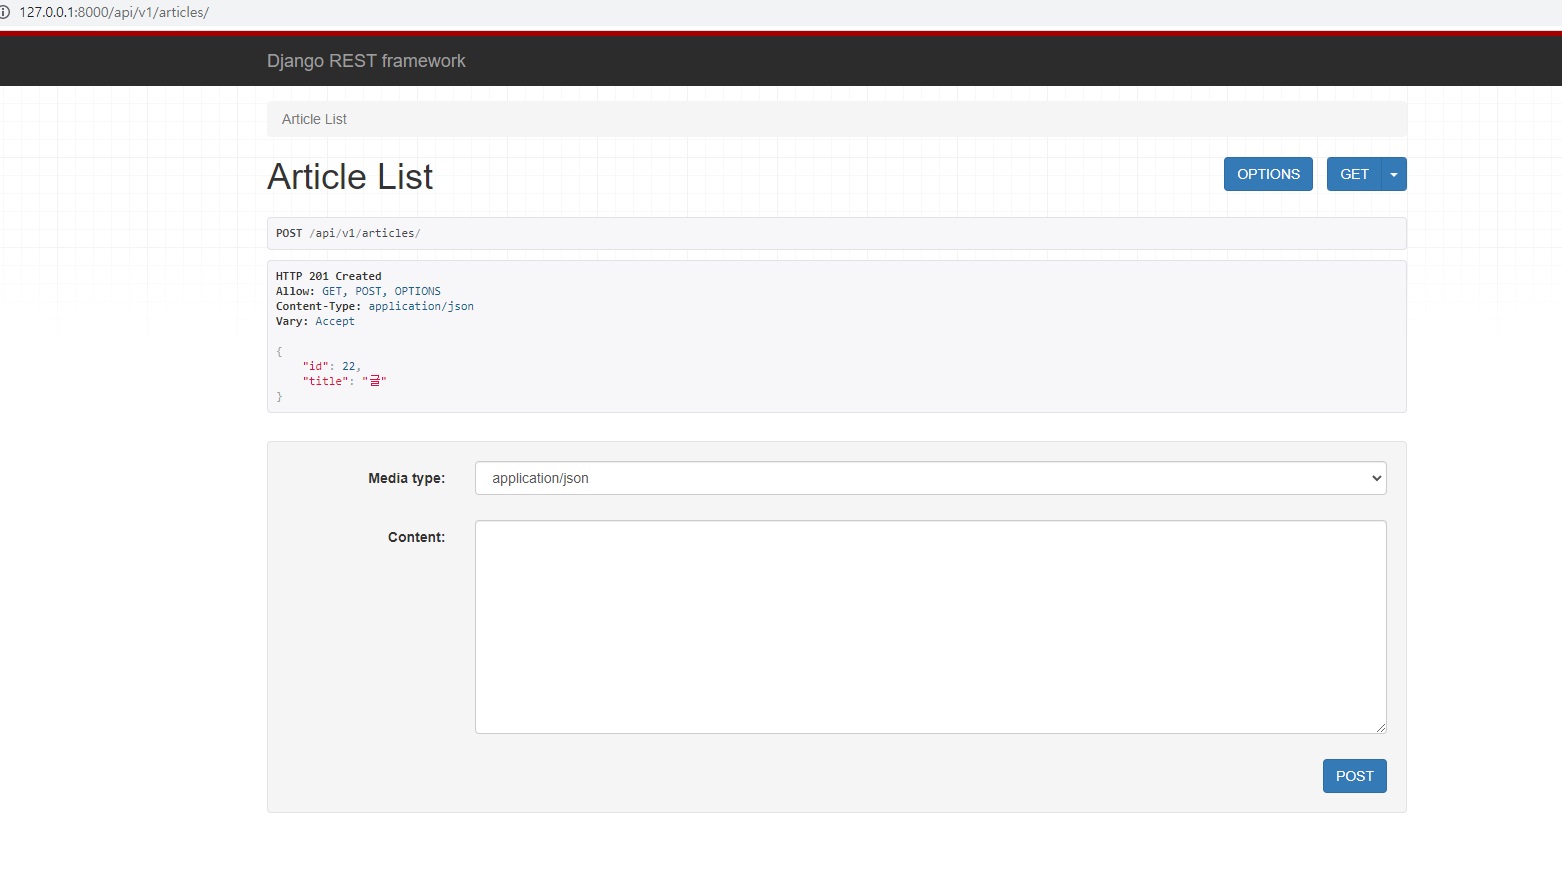 127.0.0.1:8000/api/v1/articles/
Django REST framework
Article List
Article List
OPTIONS GET
POST /api/v1/articles/
HTTP 201 Created
Allow: GET, POST, OPTIONS
Content-Type: application/json
Vary: Accept
{
    "id": 22,
    "title": "글"
}
Media type: application/json
Content:
POST